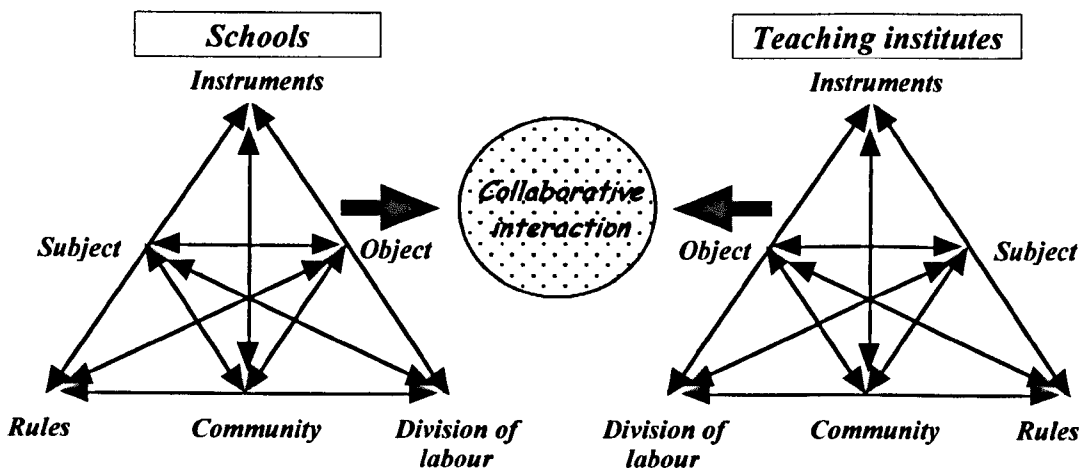 Schools
Teaching institutes
Instruments
Instruments
Collaborative
interaction
Subject
Object
Object
Subject
Rules
Community
Division of
labour
Division of
labour
Community
Rules